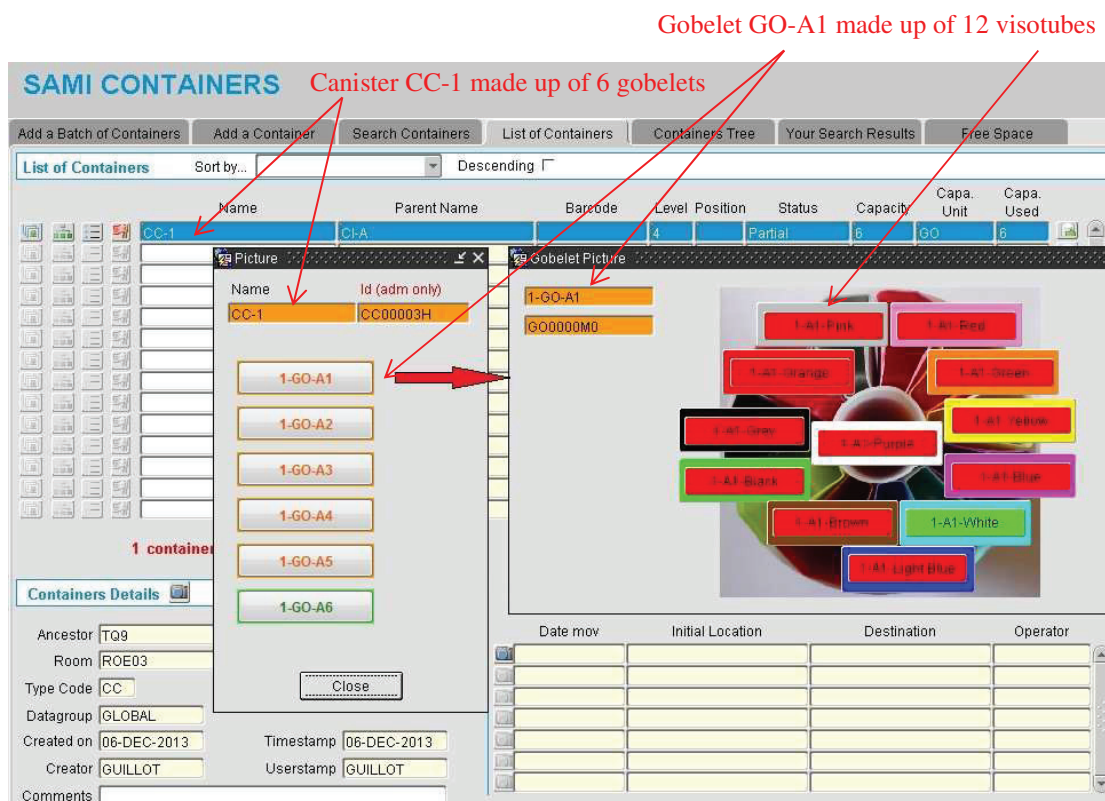 Gobelet GO-A1 made up of 12 visotubes
SAMI CONTAINERS
Canister CC-1 made up of 6 gobelets
Add a Batch of Containers
Add a Container
Search Containers
List of Containers
Containers Tree
Your Search Results
Free Space
List of Containers
Sort by...
Descending
Name
Parent Name
Barcode
Level
Position
Status
Capacity
Capa. Unit
Capa. Used
CC-1
CI-A
4
Partial
6
GO
6
Picture
Name
Id (adm only)
CC-1
CC00003H
1-GO-A1
1-GO-A2
1-GO-A3
1-GO-A4
1-GO-A5
1-GO-A6
Close
Gobelet Picture
1-GO-A1
GO0000M0
1-A1-Pink
1-A1-Red
1-A1-Orange
1-A1-Green
1-A1-Grey
1-A1-Yellow
1-A1-Purple
1-A1-Black
1-A1-Blue
1-A1-Brown
1-A1-White
1-A1-Light Blue
1 container
Containers Details
Ancestor TQ9
Room ROE03
Type Code CC
Datagroup GLOBAL
Created on 06-DEC-2013
Timestamp 06-DEC-2013
Creator GUILLOT
Userstamp GUILLOT
Comments
Date mov
Initial Location
Destination
Operator